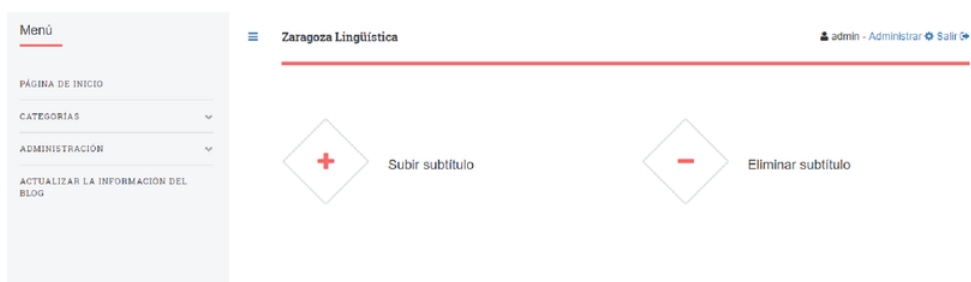 Menú
PÁGINA DE INICIO
CATEGORÍAS
ADMINISTRACIÓN
ACTUALIZAR LA INFORMACIÓN DEL
BLOG
Zaragoza Lingüística
admin - Administrar Salir
Subir subtítulo
Eliminar subtítulo